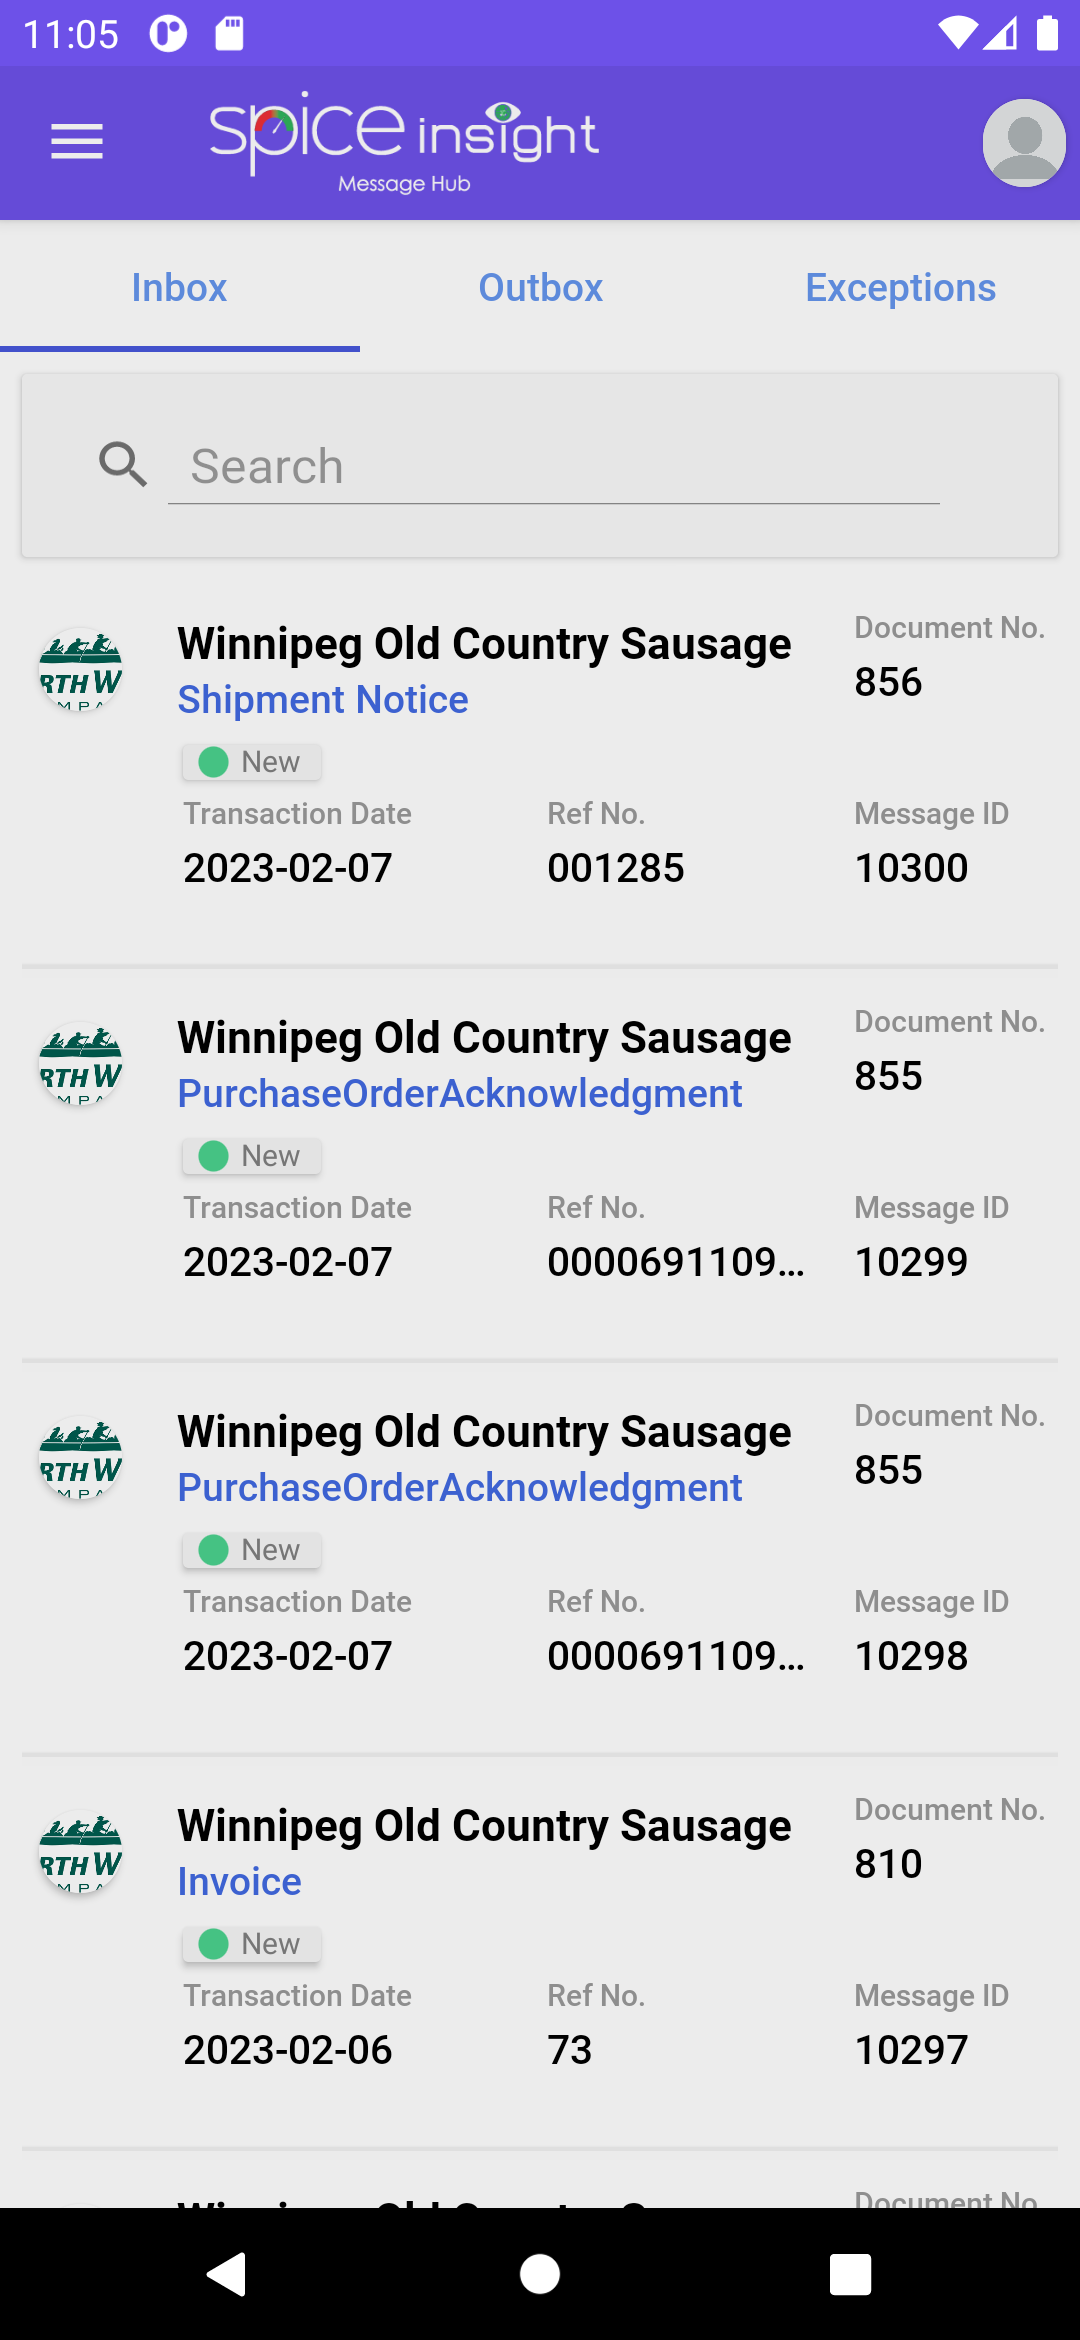 11:05
spice insight
Message Hub
Inbox
Outbox
Exceptions
Search
Winnipeg Old Country Sausage
Document No.
RTH W
MPA
Shipment Notice
856
New
Transaction Date
Ref No.
Message ID
2023-02-07
001285
10300
Winnipeg Old Country Sausage
Document No.
RTH W
MPA
PurchaseOrderAcknowledgment
855
New
Transaction Date
Ref No.
Message ID
2023-02-07
0000691109...
10299
Winnipeg Old Country Sausage
Document No.
RTH W
MPA
PurchaseOrderAcknowledgment
855
New
Transaction Date
Ref No.
Message ID
2023-02-07
0000691109...
10298
Winnipeg Old Country Sausage
Document No.
RTH W
MPA
Invoice
810
New
Transaction Date
Ref No.
Message ID
2023-02-06
73
10297
Document No.